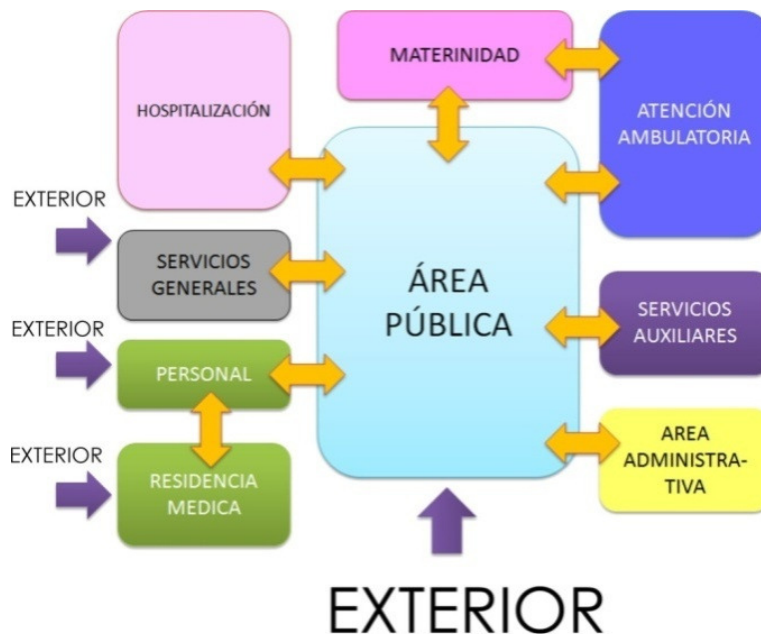 MATERINIDAD
HOSPITALIZACIÓN
ATENCIÓN
AMBULATORIA
EXTERIOR
SERVICIOS
GENERALES
ÁREA
PÚBLICA
SERVICIOS
AUXILIARES
EXTERIOR
PERSONAL
EXTERIOR
RESIDENCIA
MEDICA
AREA
ADMINISTRA-
TIVA
EXTERIOR